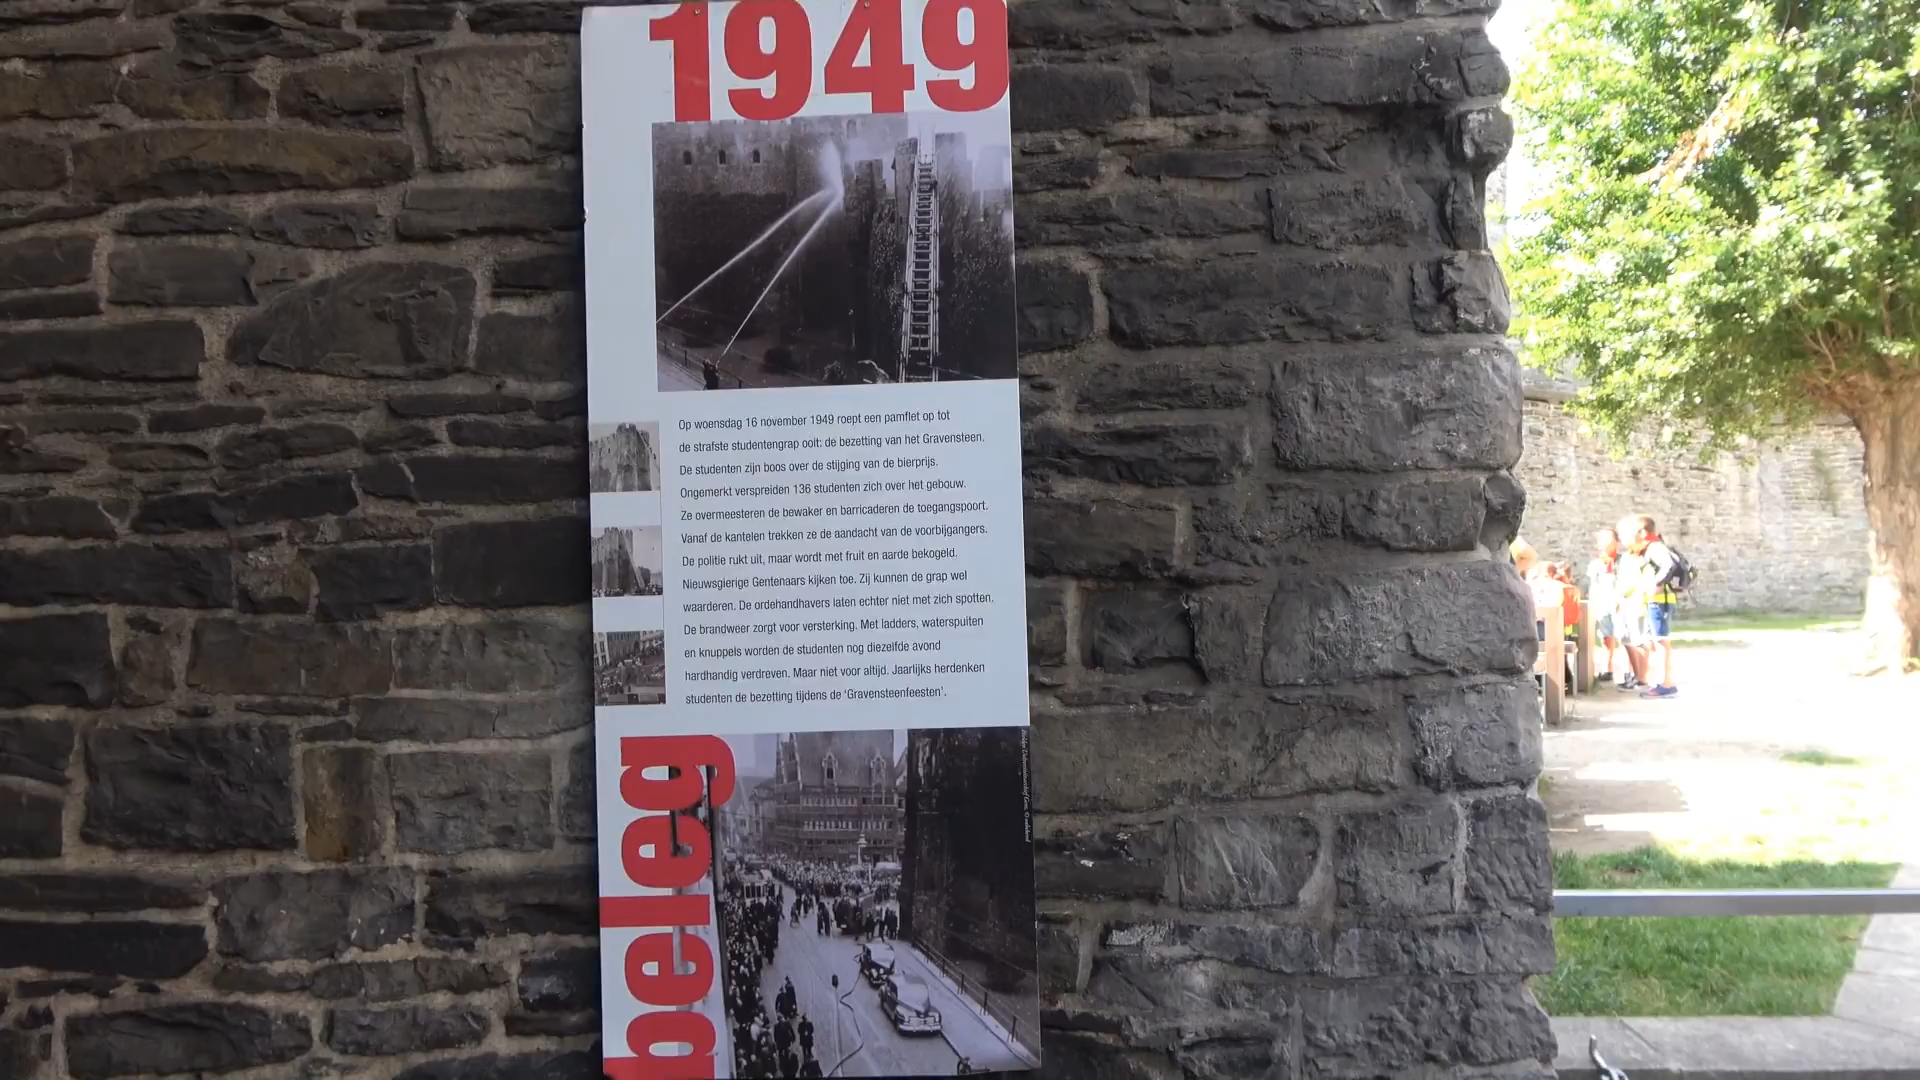 1949
Op woensdag 16 november 1949 roept een pamflet op tot
de strafste studentengrap ooit: de bezetting van het Gravensteen.
De studenten zijn boos over de stijging van de bierprijs.
Ongemerkt verspreiden 136 studenten zich over het gebouw.
Ze overmeesteren de bewaker en barricaderen de toegangspoort.
Vanaf de kantelen trekken ze de aandacht van de voorbijgangers.
De politie rukt uit, maar wordt met fruit en aarde bekogeld.
Nieuwsgierige Gentenaars kijken toe. Zij kunnen de grap wel
waarderen. De ordehandhavers laten echter niet met zich spotten.
De brandweer zorgt voor versterking. Met ladders, waterspuiten
en knuppels worden de studenten nog diezelfde avond
hardhandig verdreven. Maar niet voor altijd. Jaarlijks herdenken
studenten de bezetting tijdens de ‘Gravensteenfeesten’.
beleg